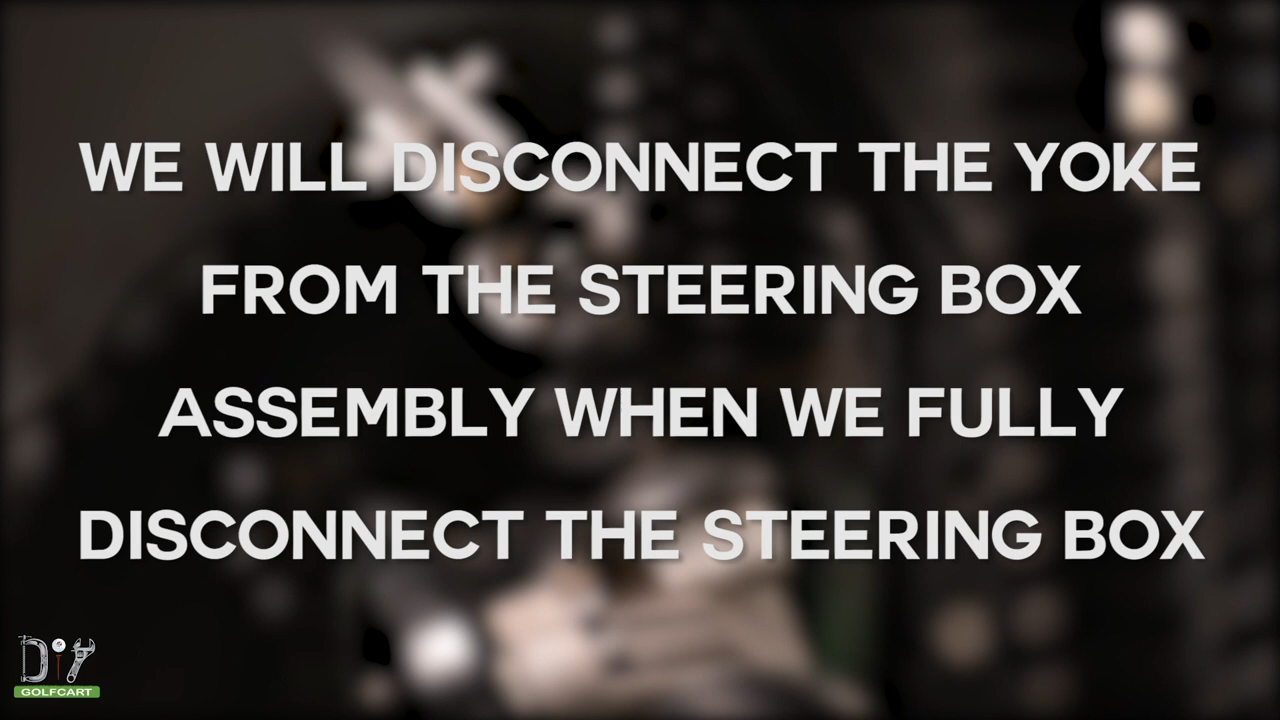 WE WILL DISCONNECT THE YOKE
FROM THE STEERING BOX
ASSEMBLY WHEN WE FULLY
DISCONNECT THE STEERING BOX
DIY
GOLFCART